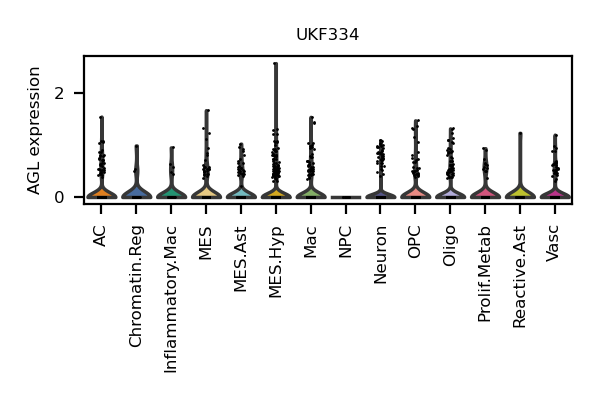 UKF334
AGL expression
2
0
AC
Chromatin.Reg
Inflammatory.Mac
MES
MES.Ast
MES.Hyp
Mac
NPC
Neuron
OPC
Oligo
Prolif.Metab
Reactive.Ast
Vasc